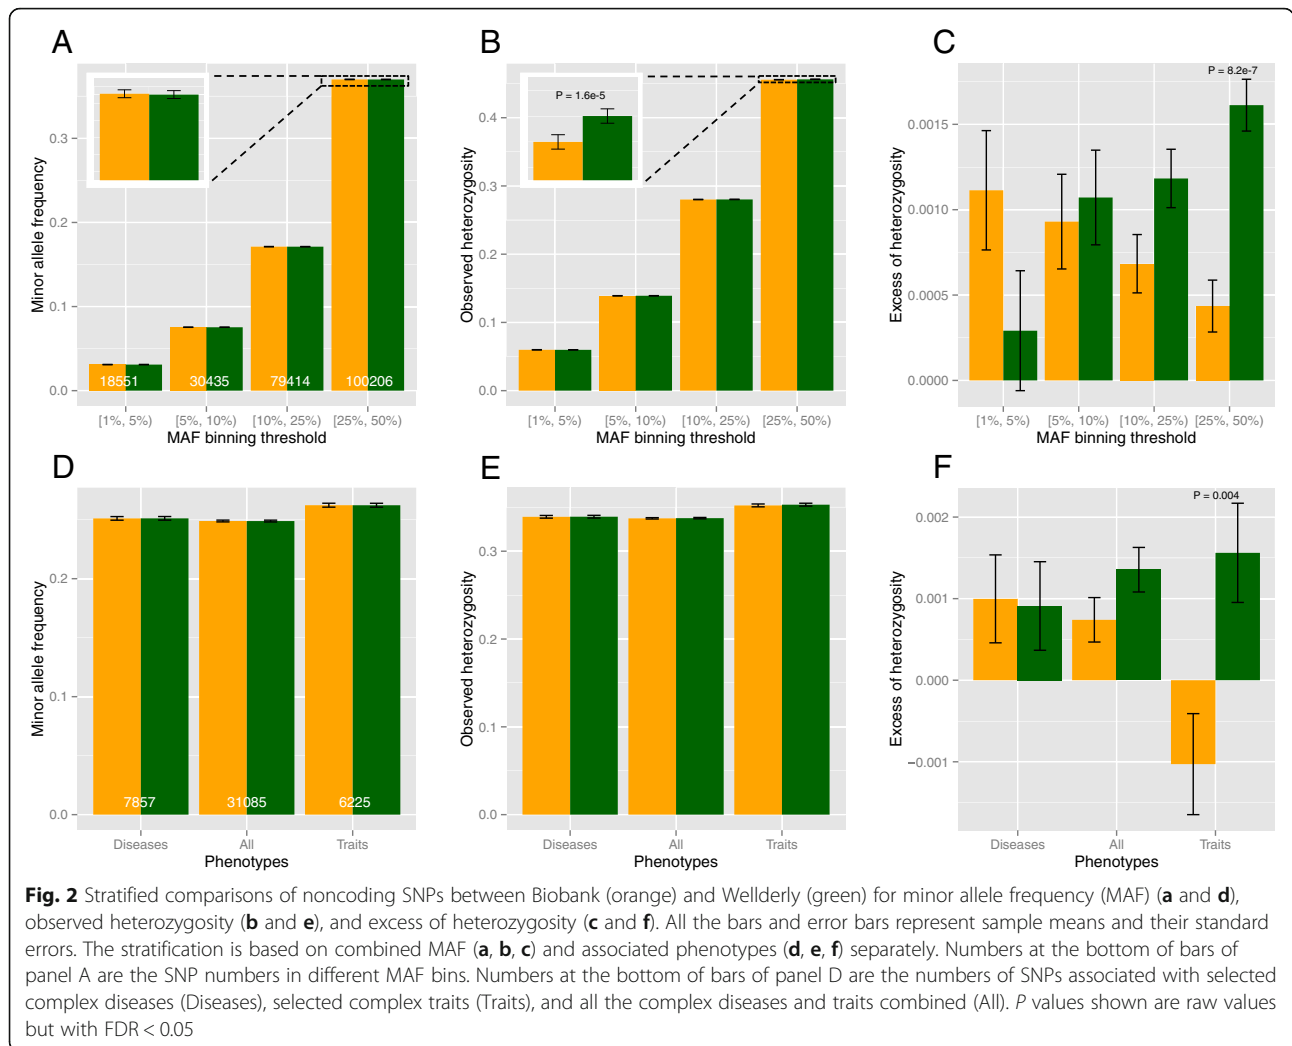 A
Minor allele frequency
0.3
0.2
0.1
0.0
18551 30435 79414 100206
[1%, 5%) [5%, 10%) [10%, 25%) [25%, 50%)
MAF binning threshold
B
Observed heterozygosity
P = 1.6e-5
0.4
0.3
0.2
0.1
0.0
[1%, 5%) [5%, 10%) [10%, 25%) [25%, 50%)
MAF binning threshold
C
Excess of heterozygosity
P = 8.2e-7
0.0015
0.0010
0.0005
0.0000
[1%, 5%) [5%, 10%) [10%, 25%) [25%, 50%)
MAF binning threshold
D
Minor allele frequency
0.2
0.1
0.0
7857 31085 6225
Diseases All Traits
Phenotypes
E
Observed heterozygosity
0.3
0.2
0.1
0.0
Diseases All Traits
Phenotypes
F
Excess of heterozygosity
P = 0.004
0.002
0.001
0.000
−0.001
Diseases All Traits
Phenotypes
Fig. 2 Stratified comparisons of noncoding SNPs between Biobank (orange) and Wellderly (green) for minor allele frequency (MAF) (a and d),
observed heterozygosity (b and e), and excess of heterozygosity (c and f). All the bars and error bars represent sample means and their standard
errors. The stratification is based on combined MAF (a, b, c) and associated phenotypes (d, e, f) separately. Numbers at the bottom of bars of
panel A are the SNP numbers in different MAF bins. Numbers at the bottom of bars of panel D are the numbers of SNPs associated with selected
complex diseases (Diseases), selected complex traits (Traits), and all the complex diseases and traits combined (All). P values shown are raw values
but with FDR < 0.05